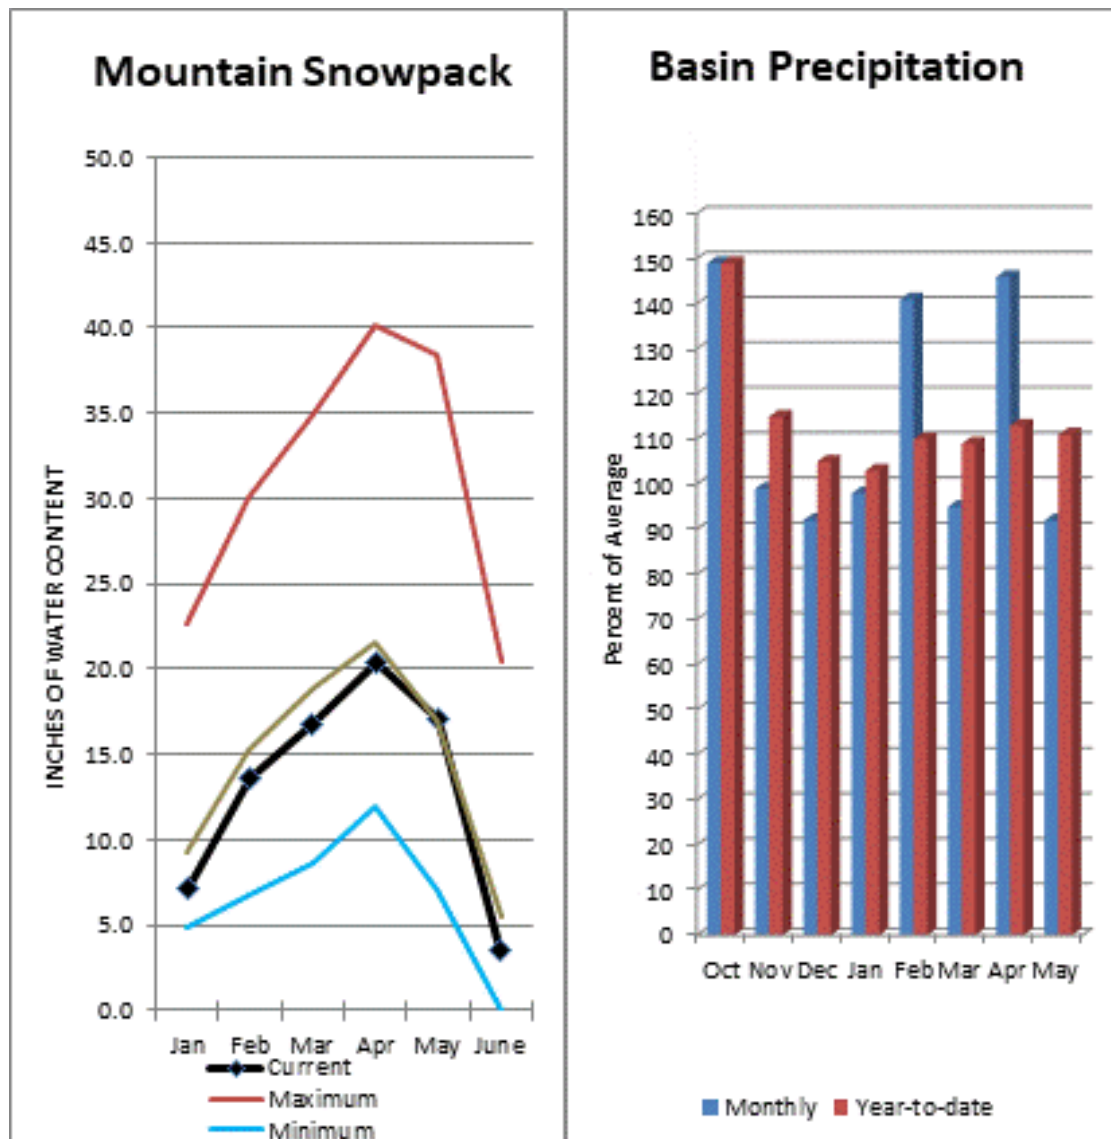 Mountain Snowpack
50.0
45.0
40.0
35.0
30.0
25.0
20.0
15.0
10.0
5.0
0.0
INCHES OF WATER CONTENT
Jan Feb Mar Apr May June
Current
Maximum
Minimum
Basin Precipitation
160
150
140
130
120
110
100
90
80
70
60
50
40
30
20
10
0
Percent of Average
Oct Nov Dec Jan Feb Mar Apr May
Monthly Year-to-date